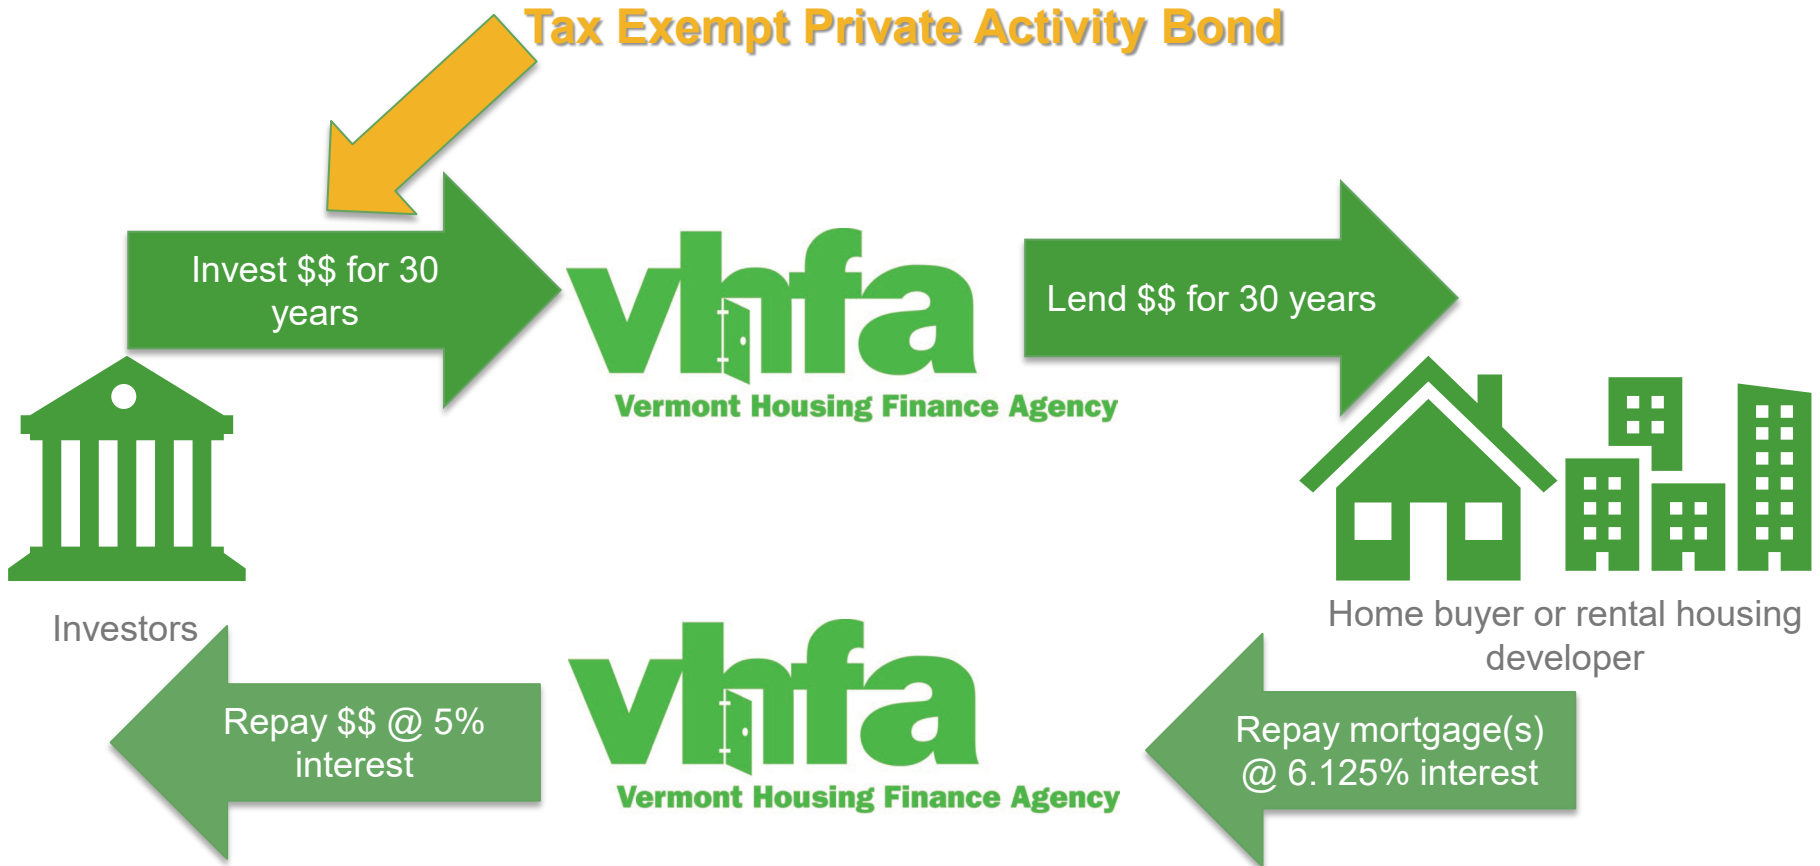 Tax Exempt Private Activity Bond
Invest $$ for 30
years
vhfa
Vermont Housing Finance Agency
Lend $$ for 30 years
Investors
Home buyer or rental housing
developer
Repay $$ @ 5%
interest
vhfa
Vermont Housing Finance Agency
Repay mortgage(s)
@ 6.125% interest